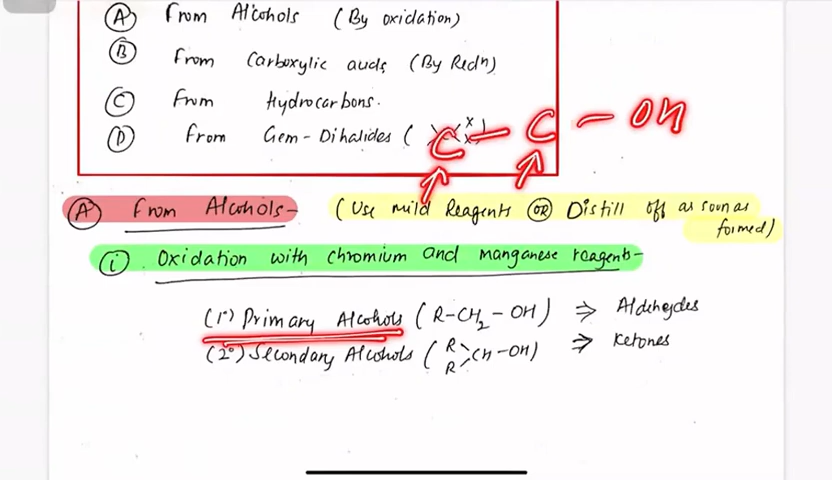 (A) From Alcohols (By oxidation)
(B) From Carboxylic acids (By Redⁿ)
(C) From Hydrocarbons.
(D) From Gem-Dihalides (
C - C - OH
(A) From Alcohols- (Use mild Reagents OR Distill off as soon as formed)
(i) Oxidation with chromium and manganese reagents-
(1°) Primary Alcohols (R-CH₂-OH) ⇒ Aldehydes
(2°) Secondary Alcohols (R R >CH-OH) ⇒ Ketones